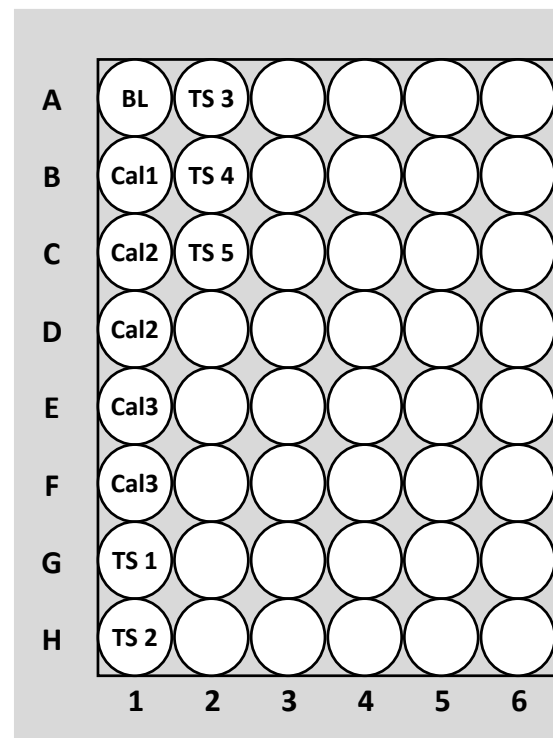 A BL TS 3
B Cal1 TS 4
C Cal2 TS 5
D Cal2
E Cal3
F Cal3
G TS 1
H TS 2
1 2 3 4 5 6